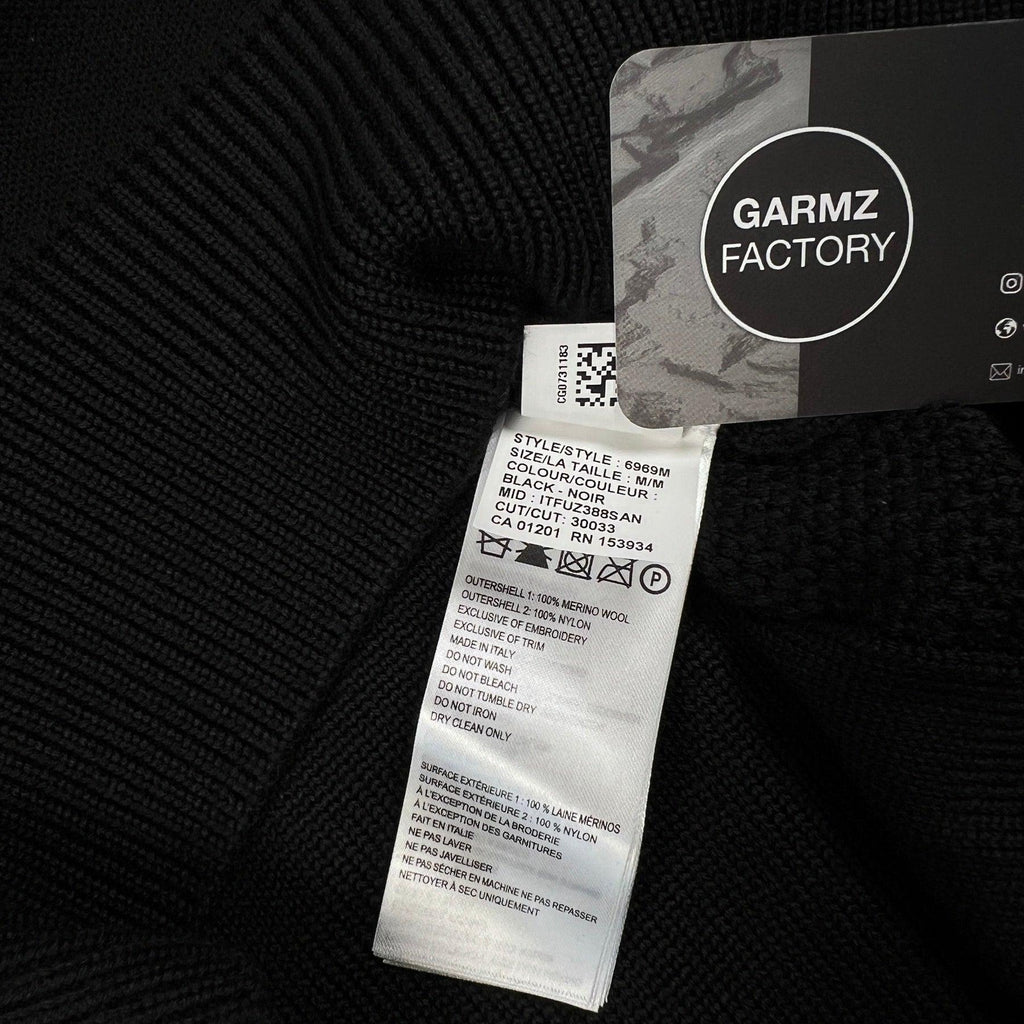 GARMZ
FACTORY
CG0731183
STYLE/STYLE : 6969M
SIZE/LA TAILLE : M/M
COLOUR/COULEUR :
BLACK - NOIR
MID : ITFUZ388SAN
CUT/CUT: 30033
CA 01201 RN 153934
P
OUTERSHELL 1: 100% MERINO WOOL
OUTERSHELL 2: 100% NYLON
EXCLUSIVE OF EMBROIDERY
EXCLUSIVE OF TRIM
MADE IN ITALY
DO NOT WASH
DO NOT BLEACH
DO NOT TUMBLE DRY
DO NOT IRON
DRY CLEAN ONLY
SURFACE EXTÉRIEURE 1 : 100 % LAINE MÉRINOS
SURFACE EXTÉRIEURE 2 : 100 % NYLON
À L'EXCEPTION DE LA BRODERIE
À L'EXCEPTION DES GARNITURES
FAIT EN ITALIE
NE PAS LAVER
NE PAS JAVELLISER
NE PAS SÉCHER EN MACHINE NE PAS REPASSER
NETTOYER À SEC UNIQUEMENT